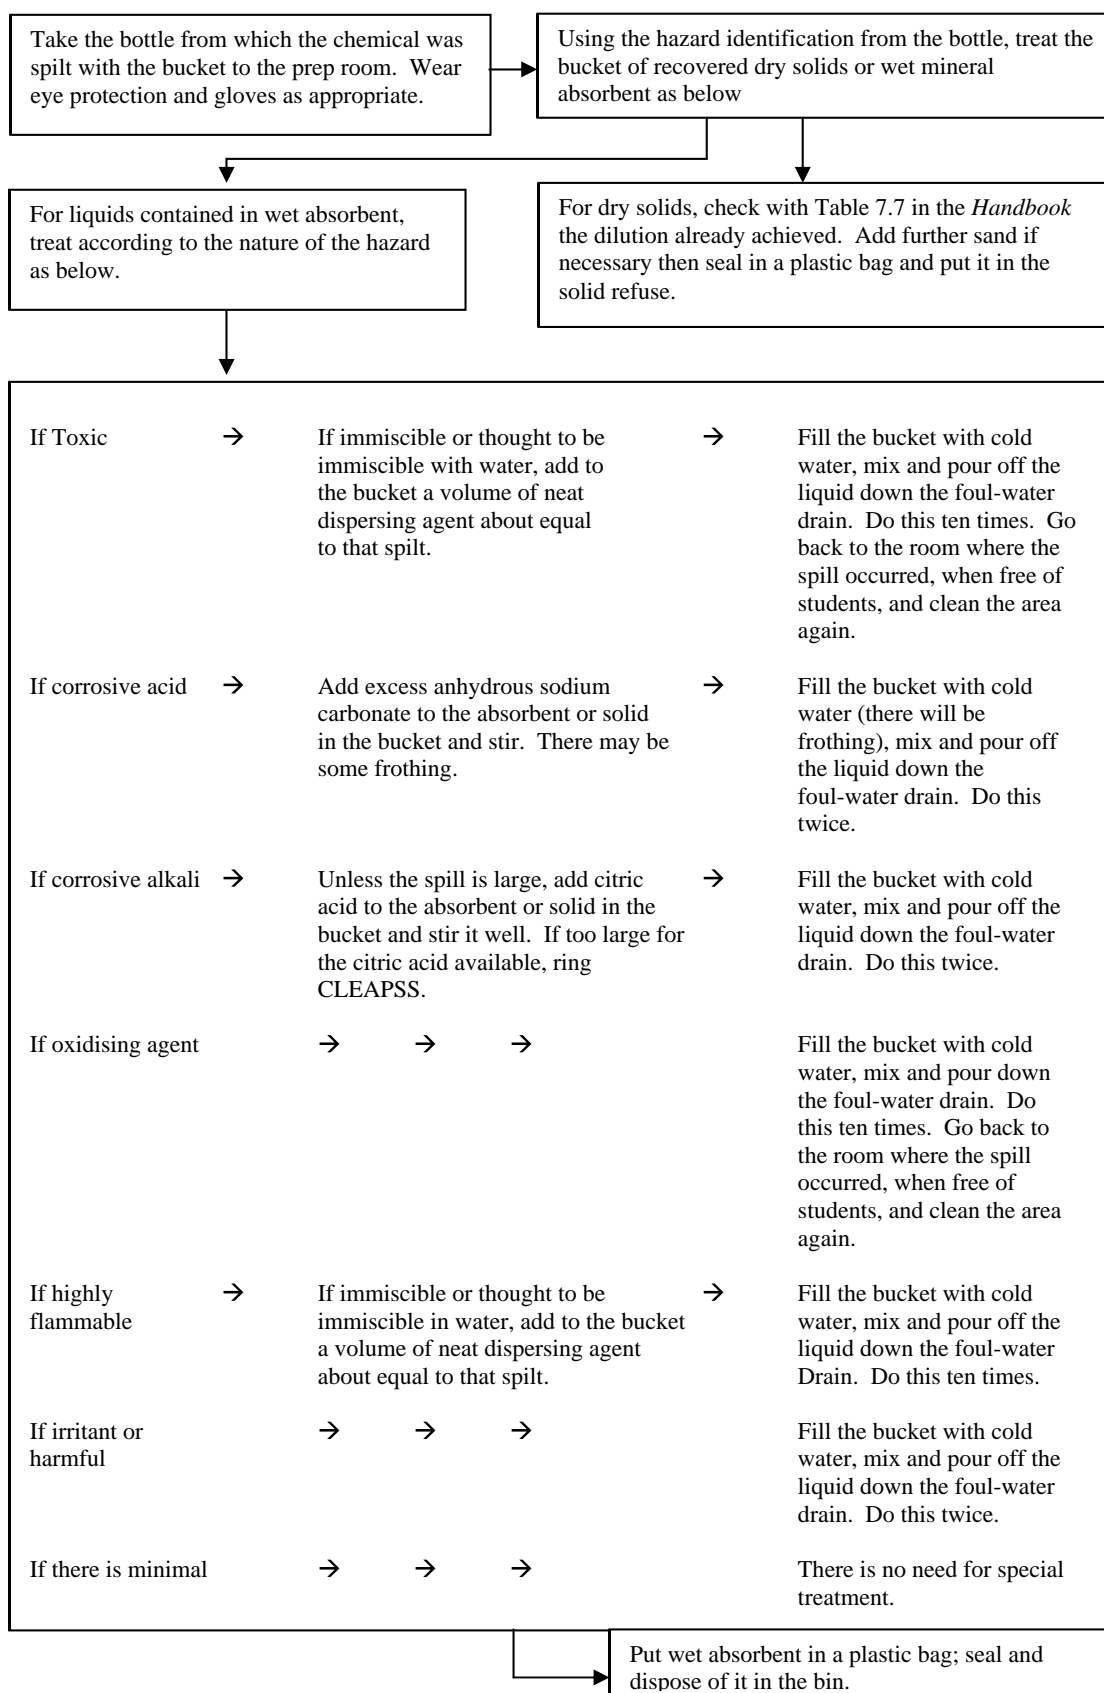 Take the bottle from which the chemical was
spilt with the bucket to the prep room. Wear
eye protection and gloves as appropriate.
Using the hazard identification from the bottle, treat the
bucket of recovered dry solids or wet mineral
absorbent as below
For liquids contained in wet absorbent,
treat according to the nature of the hazard
as below.
For dry solids, check with Table 7.7 in the Handbook
the dilution already achieved. Add further sand if
necessary then seal in a plastic bag and put it in the
solid refuse.
If Toxic →
If immiscible or thought to be
immiscible with water, add to
the bucket a volume of neat
dispersing agent about equal
to that spilt.
→
Fill the bucket with cold
water, mix and pour off the
liquid down the foul-water
drain. Do this ten times. Go
back to the room where the
spill occurred, when free of
students, and clean the area
again.
If corrosive acid →
Add excess anhydrous sodium
carbonate to the absorbent or solid
in the bucket and stir. There may be
some frothing.
→
Fill the bucket with cold
water (there will be
frothing), mix and pour off
the liquid down the
foul-water drain. Do this
twice.
If corrosive alkali →
Unless the spill is large, add citric
acid to the absorbent or solid in the
bucket and stir it well. If too large for
the citric acid available, ring
CLEAPSS.
→
Fill the bucket with cold
water, mix and pour off the
liquid down the foul-water
drain. Do this twice.
If oxidising agent
→ → →
Fill the bucket with cold
water, mix and pour down
the foul-water drain. Do
this ten times. Go back to
the room where the spill
occurred, when free of
students, and clean the area
again.
If highly
flammable
→
If immiscible or thought to be
immiscible in water, add to the bucket
a volume of neat dispersing agent
about equal to that spilt.
→
Fill the bucket with cold
water, mix and pour off the
liquid down the foul-water
Drain. Do this ten times.
If irritant or
harmful
→ → →
Fill the bucket with cold
water, mix and pour off the
liquid down the foul-water
drain. Do this twice.
If there is minimal
→ → →
There is no need for special
treatment.
Put wet absorbent in a plastic bag; seal and
dispose of it in the bin.